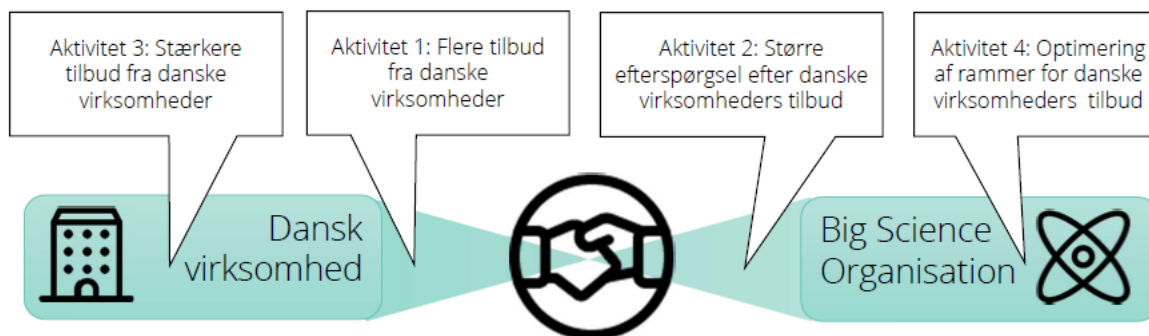 Aktivitet 3: Stærkere
tilbud fra danske
virksomheder
Aktivitet 1: Flere tilbud
fra danske
virksomheder
Aktivitet 2: Større
efterspørgsel efter danske
virksomheders tilbud
Aktivitet 4: Optimering
af rammer for danske
virksomheders tilbud
Dansk
virksomhed
Big Science
Organisation